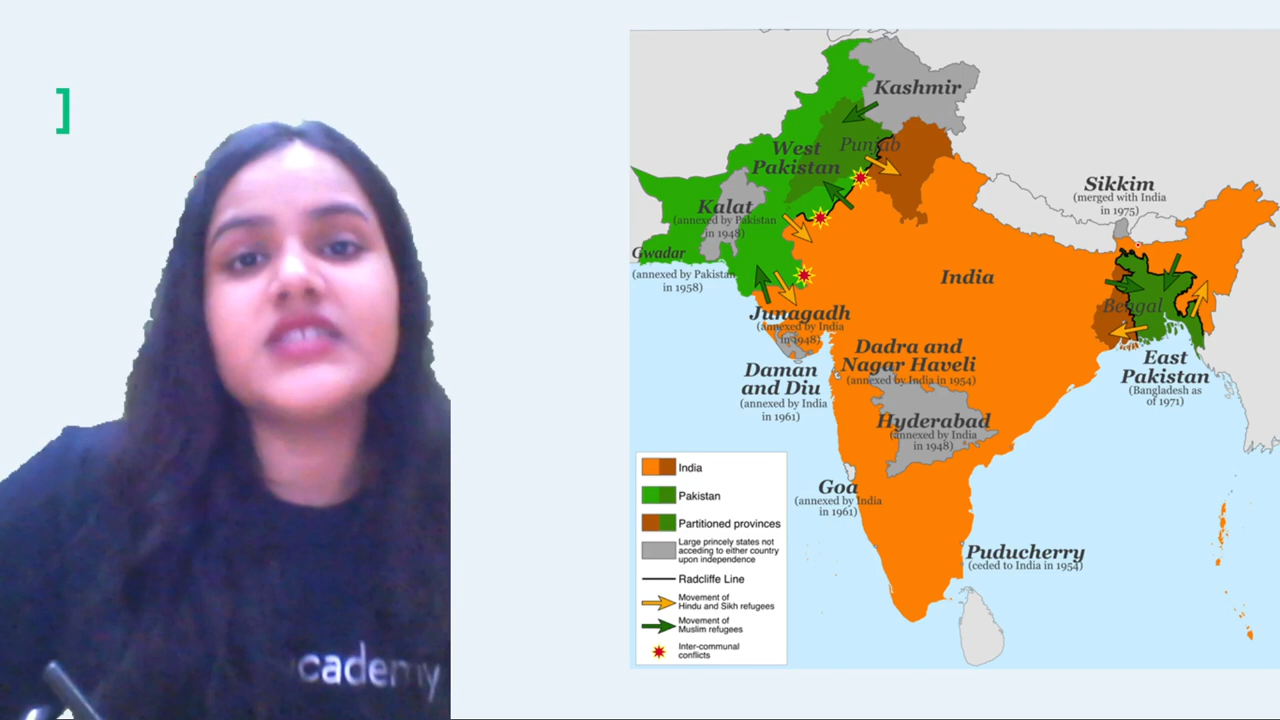 ]
cademy
Kashmir
West
Pakistan
Punjab
Kalat
(annexed by Pakistan
in 1948)
Gwadar
(annexed by Pakistan
in 1958)
Sikkim
(merged with India
in 1975)
India
Bengal
East
Pakistan
(Bangladesh as
of 1971)
Junagadh
(annexed by India
in 1948)
Daman
and Diu
(annexed by India
in 1961)
Dadra and
Nagar Haveli
(annexed by India in 1954)
Hyderabad
(annexed by India
in 1948)
Goa
(annexed by India
in 1961)
Puducherry
(ceded to India in 1954)
India
Pakistan
Partitioned provinces
Large princely states not
acceding to either country
upon independence
Radcliffe Line
Movement of
Hindu and Sikh refugees
Movement of
Muslim refugees
Inter-communal
conflicts